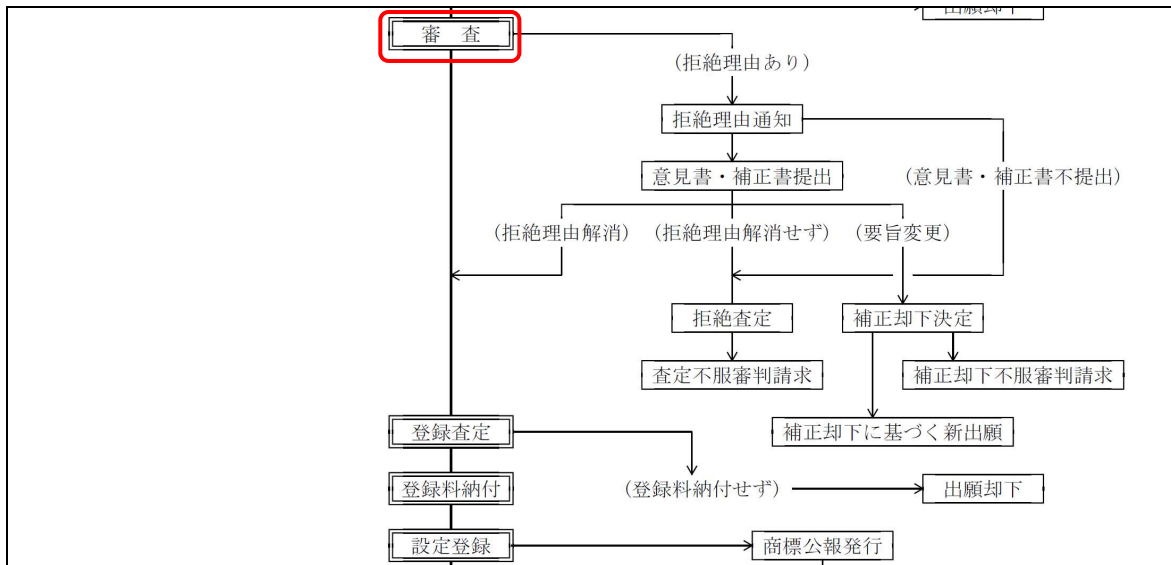 出願却下
審　査
(拒絶理由あり)
拒絶理由通知
意見書・補正書提出
(意見書・補正書不提出)
(拒絶理由解消)
(拒絶理由解消せず)
(要旨変更)
拒絶査定
補正却下決定
査定不服審判請求
補正却下不服審判請求
登録査定
補正却下に基づく新出願
登録料納付
(登録料納付せず)
出願却下
設定登録
商標公報発行